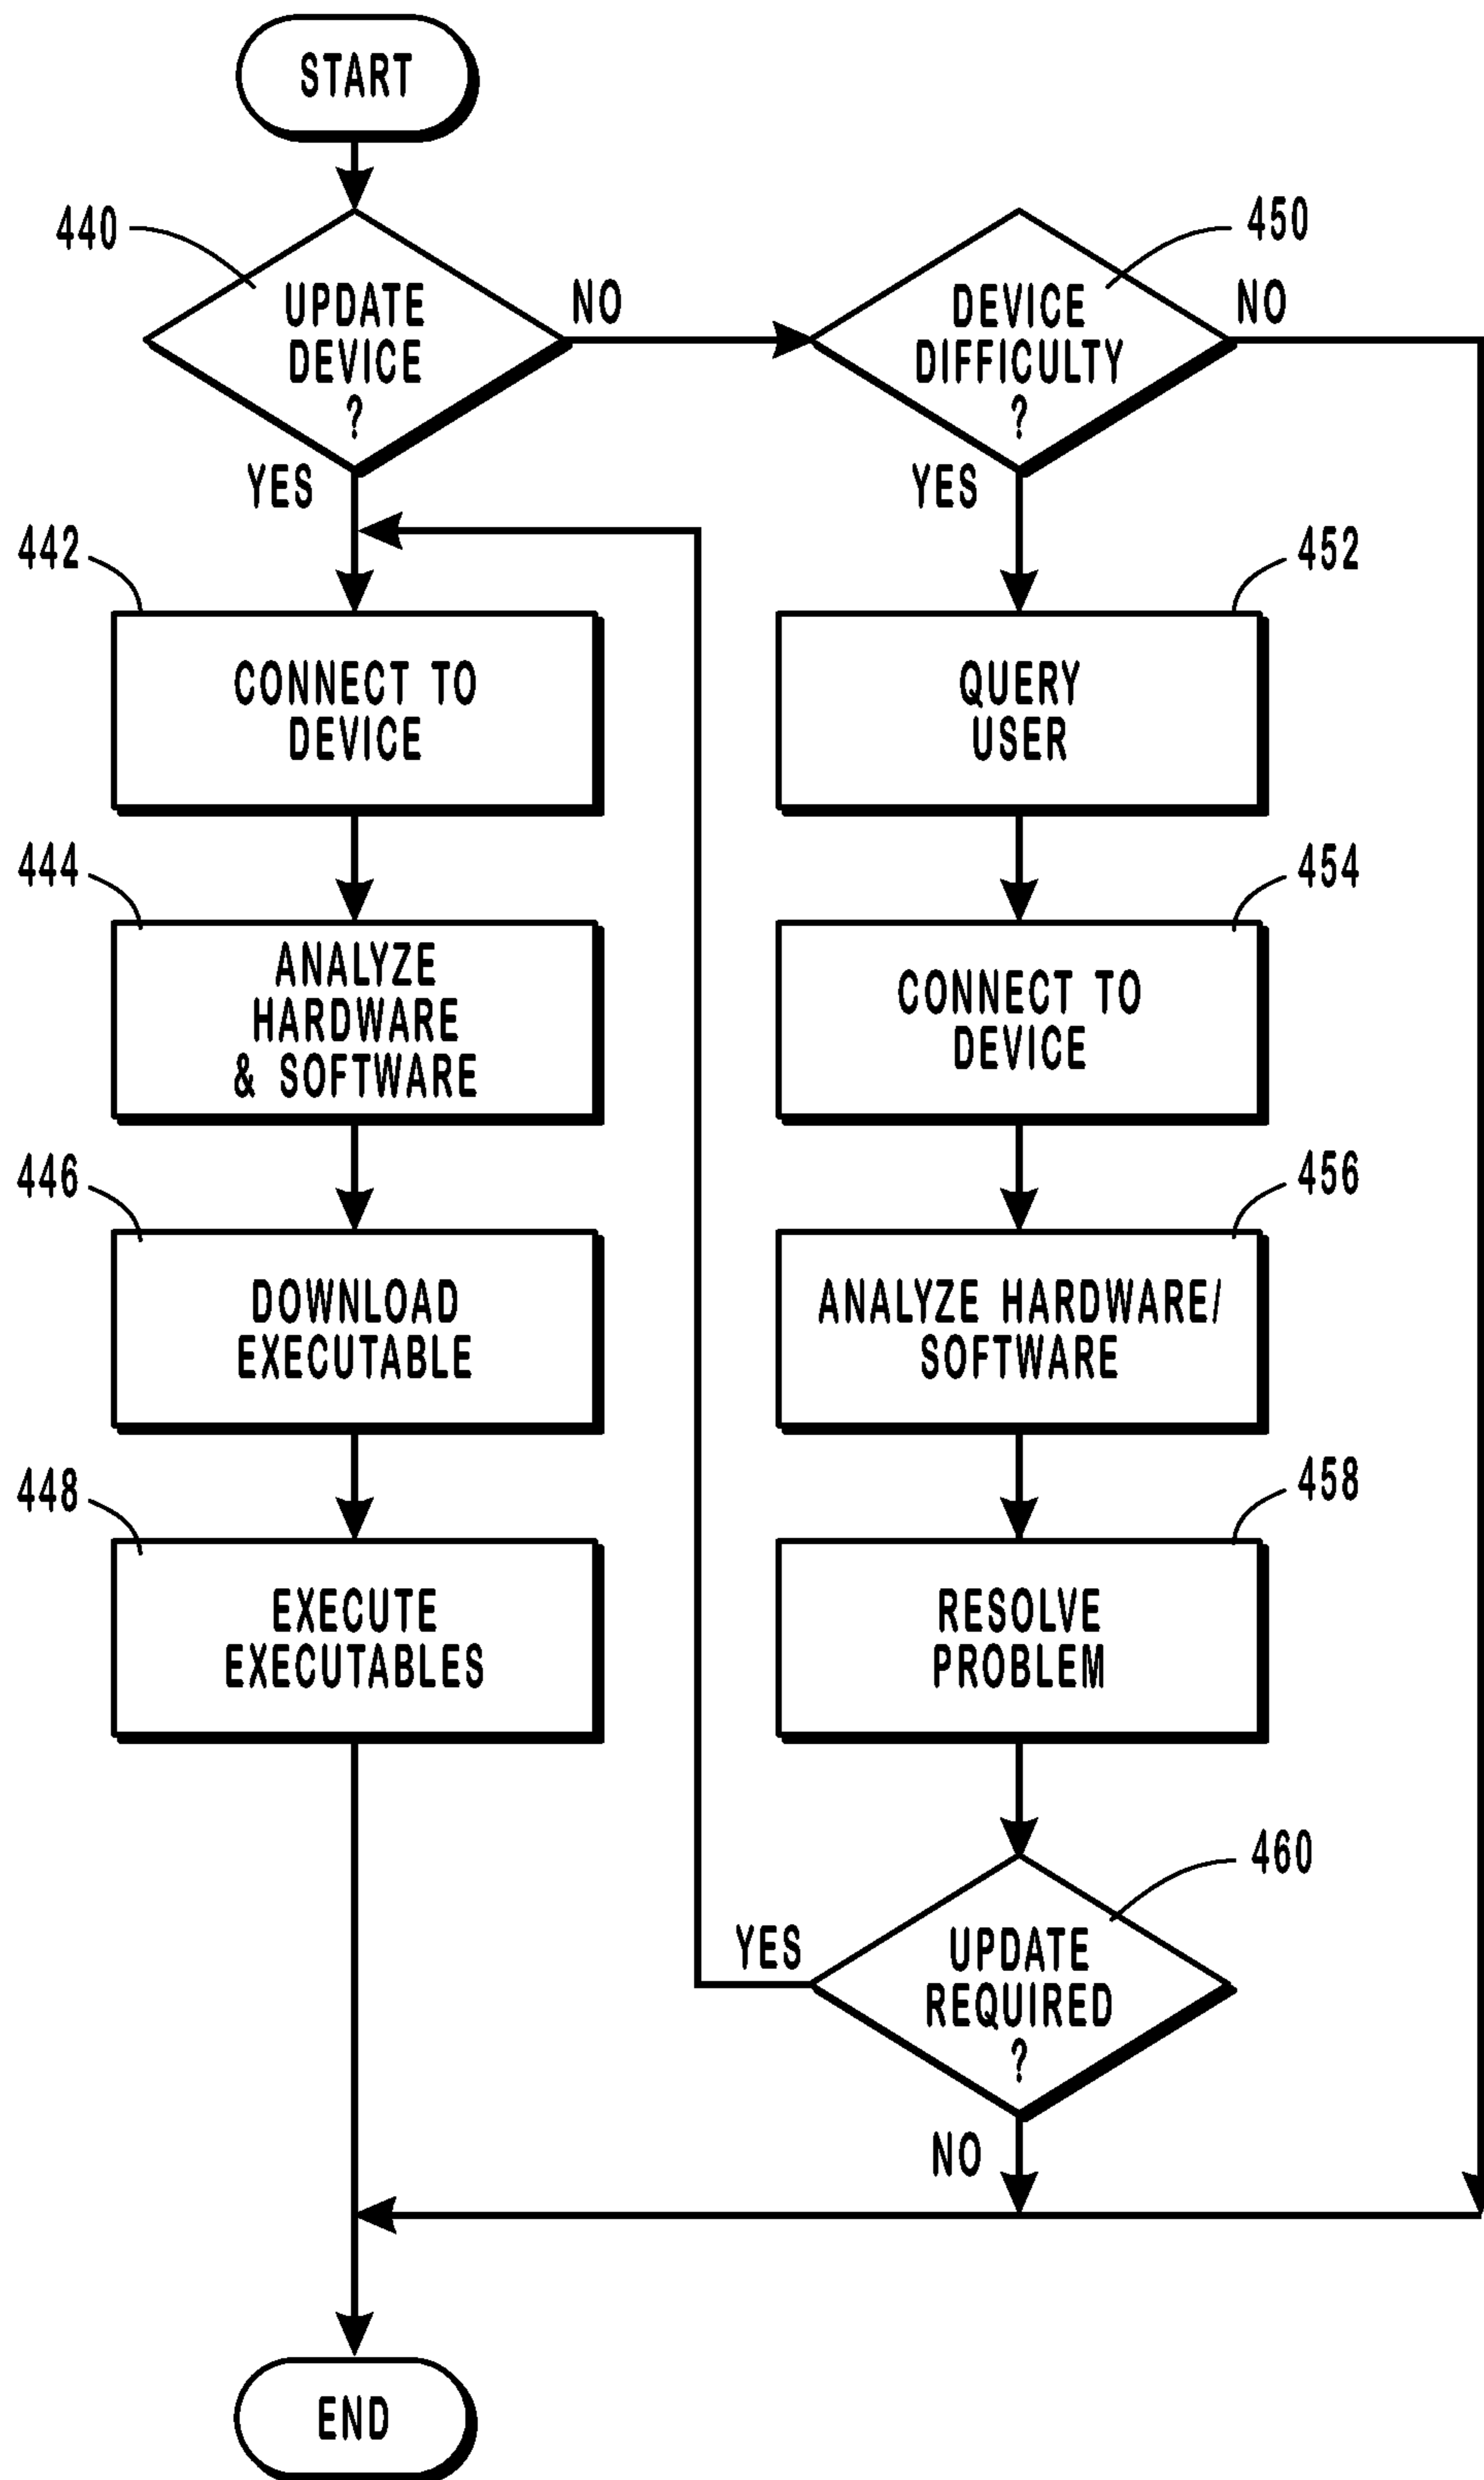 START
440
UPDATE
DEVICE
?
NO
YES
450
DEVICE
DIFFICULTY
?
NO
YES
442
CONNECT TO
DEVICE
444
ANALYZE
HARDWARE
& SOFTWARE
446
DOWNLOAD
EXECUTABLE
448
EXECUTE
EXECUTABLES
452
QUERY
USER
454
CONNECT TO
DEVICE
456
ANALYZE HARDWARE/
SOFTWARE
458
RESOLVE
PROBLEM
460
UPDATE
REQUIRED
?
YES
NO
END